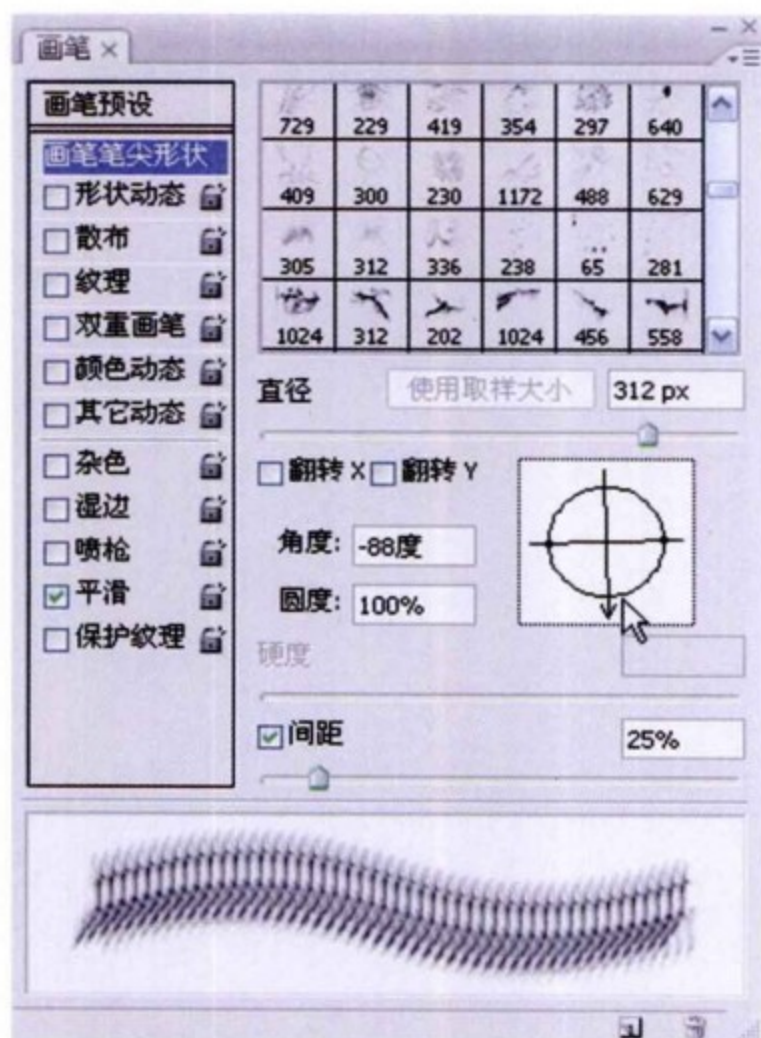 画笔 ×
画笔预设
画笔笔尖形状
形状动态
散布
纹理
双重画笔
颜色动态
其它动态
杂色
湿边
喷枪
平滑
保护纹理
729 229 419 354 297 640
409 300 230 1172 488 629
305 312 336 238 65 281
1024 312 202 1024 456 558
直径 使用取样大小 312 px
翻转 X 翻转 Y
角度: -88度
圆度: 100%
硬度
间距 25%